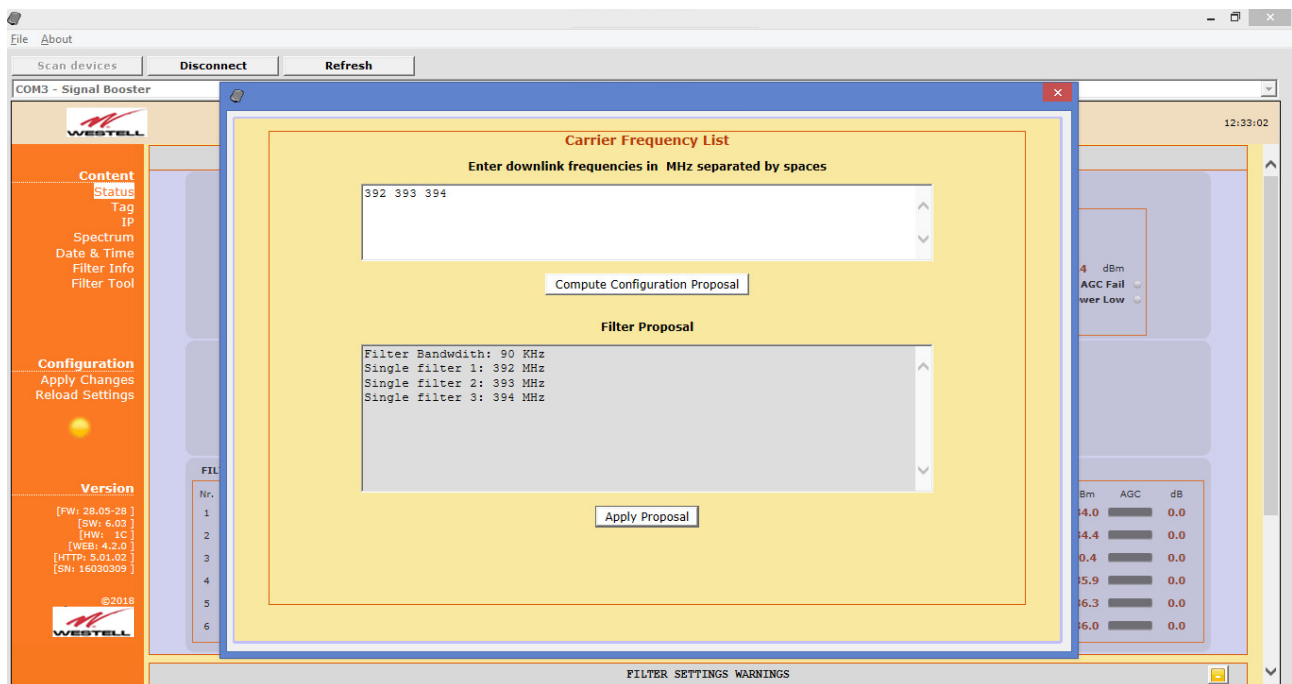 File About
Scan devices Disconnect Refresh
COM3 - Signal Booster
WESTELL
12:33:02
Content
Status
Tag
IP
Spectrum
Date & Time
Filter Info
Filter Tool
Configuration
Apply Changes
Reload Settings
Version
[FW: 28.05-28 ]
[SW: 6.03 ]
[HW: 1C ]
[WEB: 4.2.0 ]
[HTTP: 5.01.02 ]
[SN: 16030309 ]
©2018
WESTELL
Carrier Frequency List
Enter downlink frequencies in MHz separated by spaces
392 393 394
Compute Configuration Proposal
Filter Proposal
Filter Bandwdith: 90 KHz
Single filter 1: 392 MHz
Single filter 2: 393 MHz
Single filter 3: 394 MHz
Apply Proposal
4 dBm
AGC Fail
wer Low
FIL
Nr. Bm AGC dB
1 4.0 0.0
2 4.4 0.0
3 0.4 0.0
4 5.9 0.0
5 6.3 0.0
6 6.0 0.0
FILTER SETTINGS WARNINGS